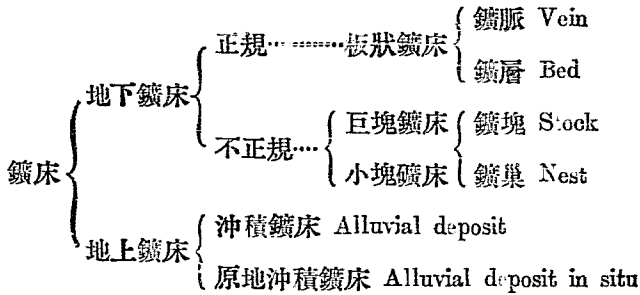 正規⋯⋯⋯板狀鑛床
鑛脈 Vein
鑛層 Bed
地下鑛床
不正規⋯⋯
巨塊鑛床
鑛塊 Stock
小塊礦床
鑛巢 Nest
鑛床
地上鑛床
沖積鑛床 Alluvial deposit
原地沖積鑛床 Alluvial deposit in situ